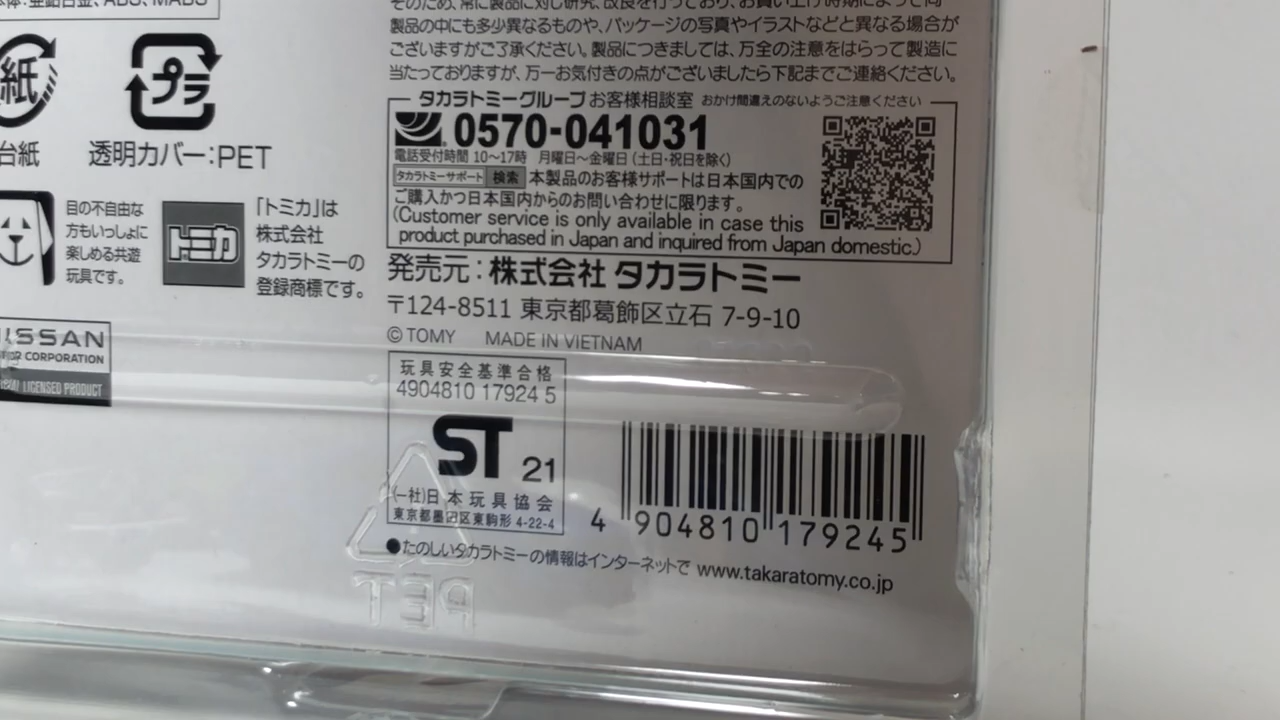 本体:亜鉛合金、ABS、MABS
そのため、常に製品に対し研究、改良を行っており、お買い上げ時期によって同
製品の中にも多少異なるものや、パッケージの写真やイラストなどと異なる場合が
ございますがご了承ください。製品につきましては、万全の注意をはらって製造に
当たっておりますが、万一お気付きの点がございましたら下記までご連絡ください。
紙
台紙
プラ
透明カバー:PET
タカラトミーグループお客様相談室 おかけ間違えのないようご注意ください
0570-041031
電話受付時間 10〜17時 月曜日〜金曜日(土日・祝日を除く)
タカラトミーサポート 検索 本製品のお客様サポートは日本国内での
ご購入かつ日本国内からのお問い合わせに限ります。
(Customer service is only available in case this
product purchased in Japan and inquired from Japan domestic.)
目の不自由な
方もいっしょに
楽しめる共遊
玩具です。
トミカ
「トミカ」は
株式会社
タカラトミーの
登録商標です。
発売元:株式会社 タカラトミー
〒124-8511 東京都葛飾区立石 7-9-10
© TOMY MADE IN VIETNAM
NISSAN
MOTOR CORPORATION
LICENSED PRODUCT
玩具安全基準合格
4904810 17924 5
ST 21
(一社)日本玩具協会
東京都墨田区東駒形 4-22-4
4 904810 179245
●たのしいタカラトミーの情報はインターネットで www.takaratomy.co.jp
PET